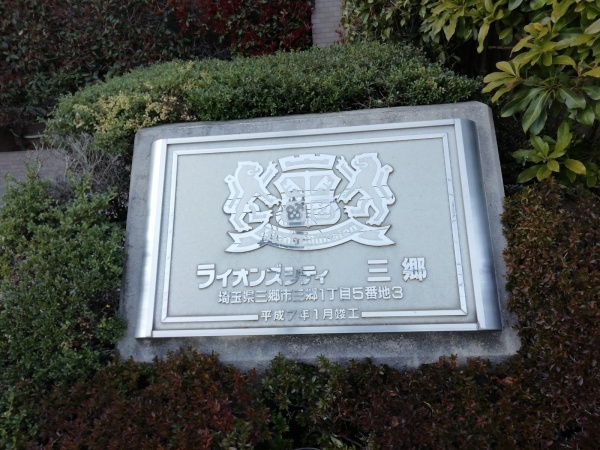 ライオンズシティ 三郷
埼玉県三郷市三郷1丁目5番地3
平成7年1月竣工